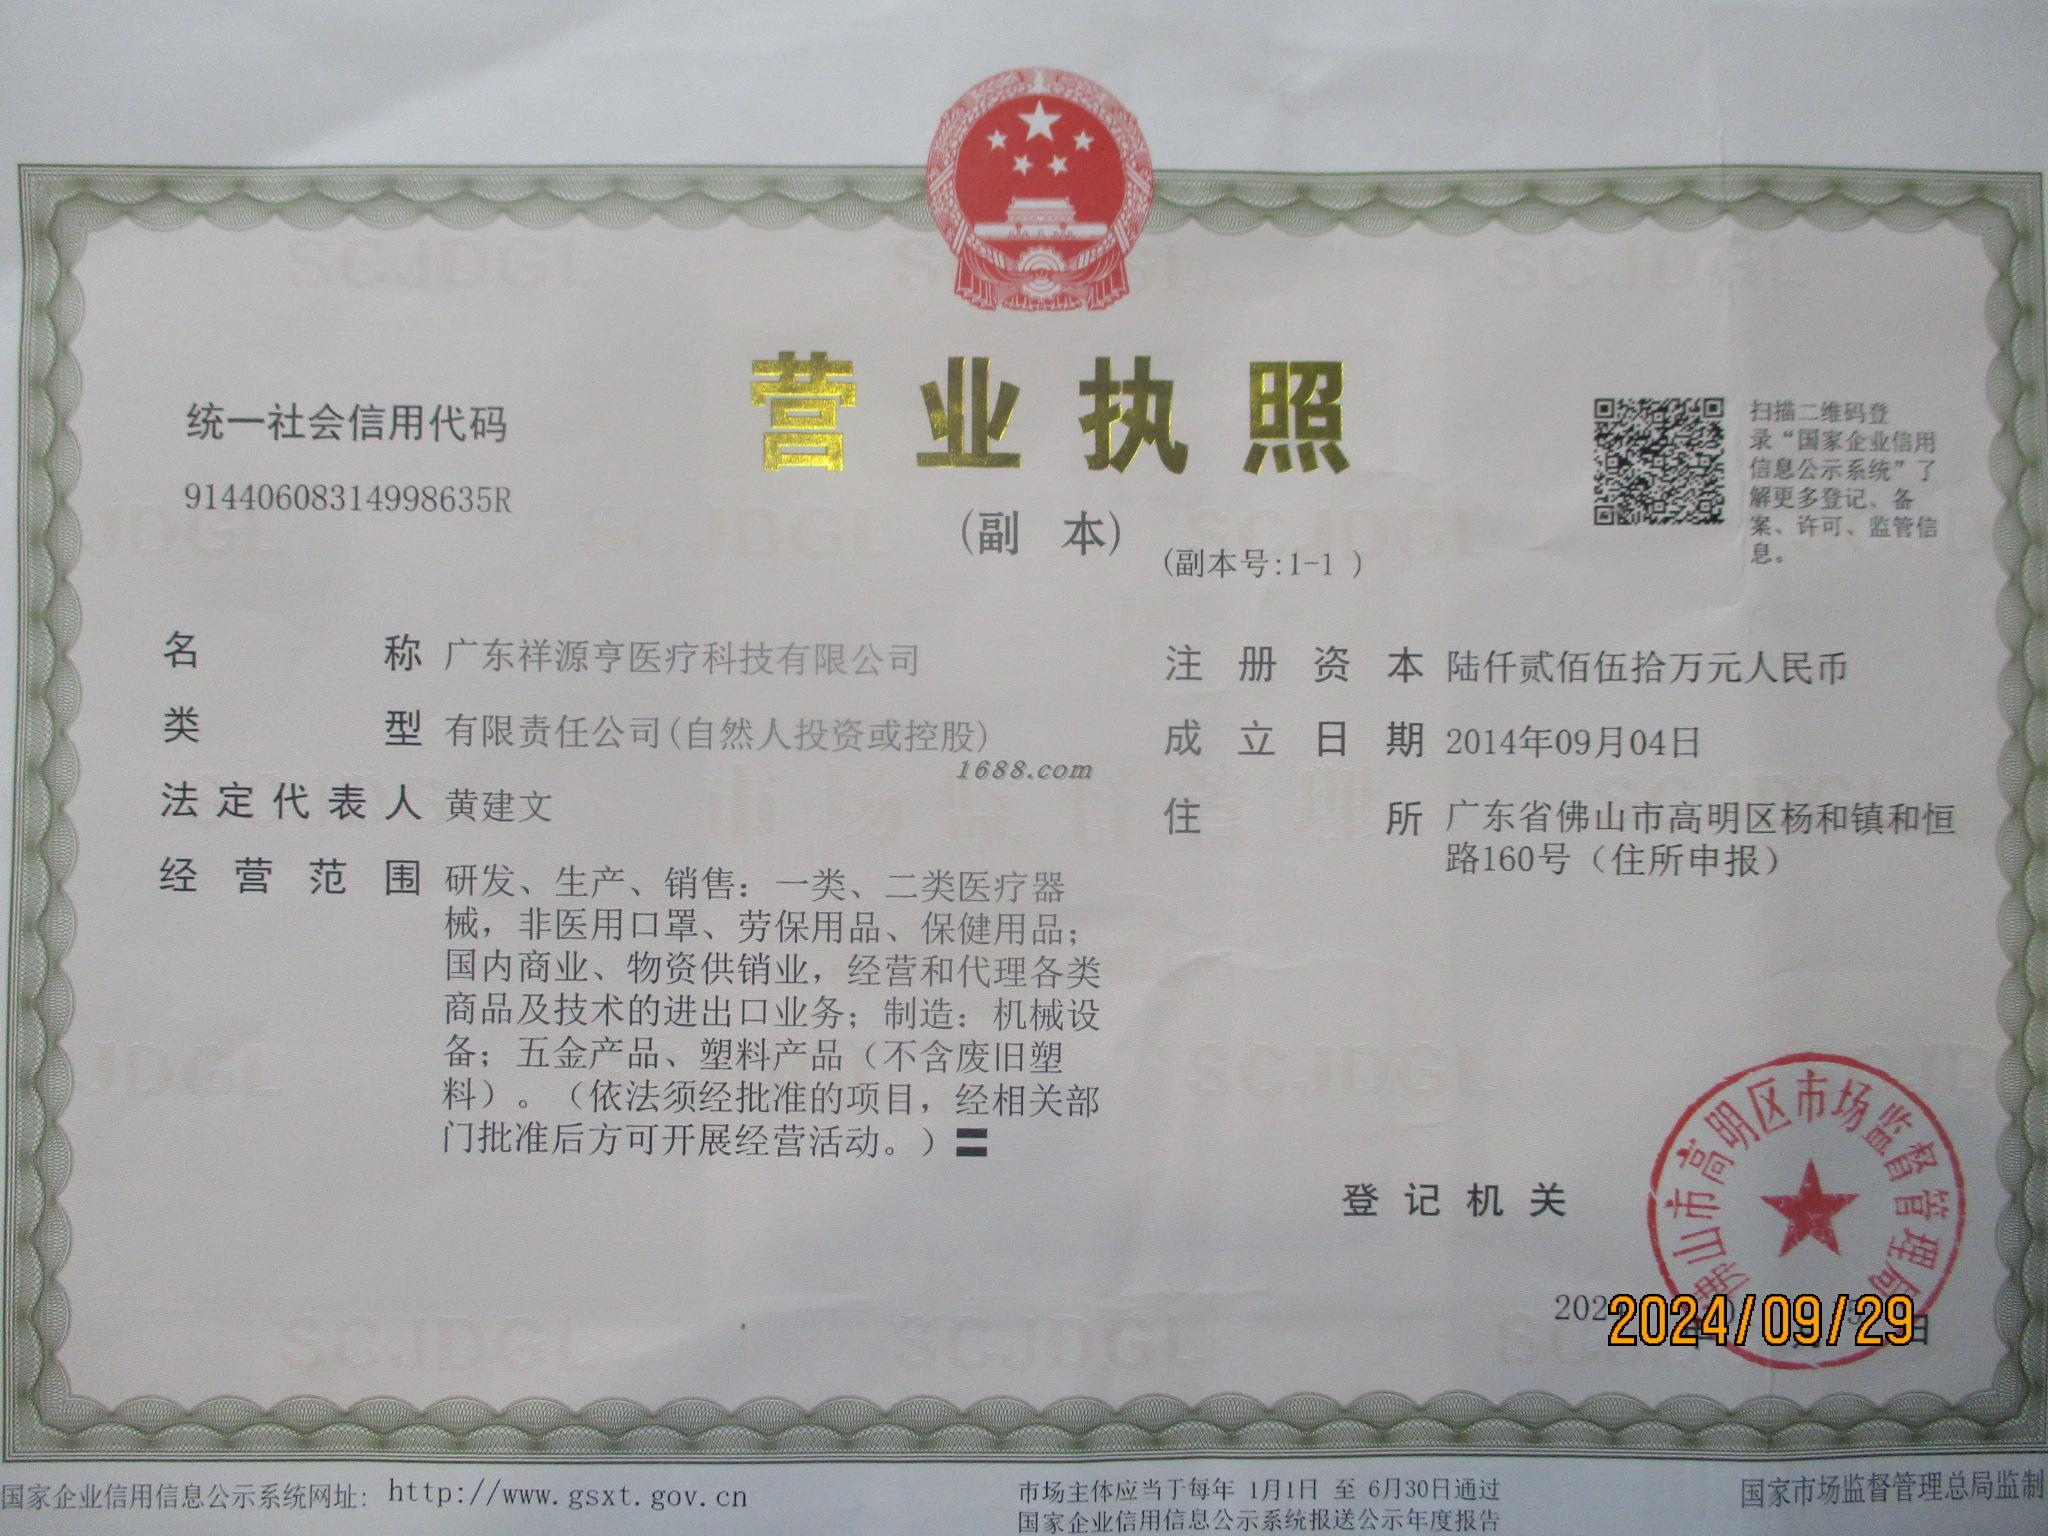 营业执照
(副 本)
(副本号:1-1 )
统一社会信用代码
91440608314998635R
扫描二维码登
录“国家企业信用
信息公示系统”了
解更多登记、备
案、许可、监管信
息。
名 称 广东祥源亨医疗科技有限公司
类 型 有限责任公司(自然人投资或控股)
1688.com
法定代表人 黄建文
经营范围 研发、生产、销售：一类、二类医疗器
械，非医用口罩、劳保用品、保健用品；
国内商业、物资供销业，经营和代理各类
商品及技术的进出口业务；制造：机械设
备；五金产品、塑料产品（不含废旧塑
料）。（依法须经批准的项目，经相关部
门批准后方可开展经营活动。）〓
注册资本 陆仟贰佰伍拾万元人民币
成立日期 2014年09月04日
住 所 广东省佛山市高明区杨和镇和恒
路160号（住所申报）
登记机关
佛山市高明区市场监督管理局
2024/09/29
国家企业信用信息公示系统网址: http://www.gsxt.gov.cn
市场主体应当于每年 1月1日 至 6月30日通过
国家企业信用信息公示系统报送公示年度报告
国家市场监督管理总局监制
SCJDGL
SCJDGL
SCJDGL
SCJDGL
SCJDGL
SCJDGL